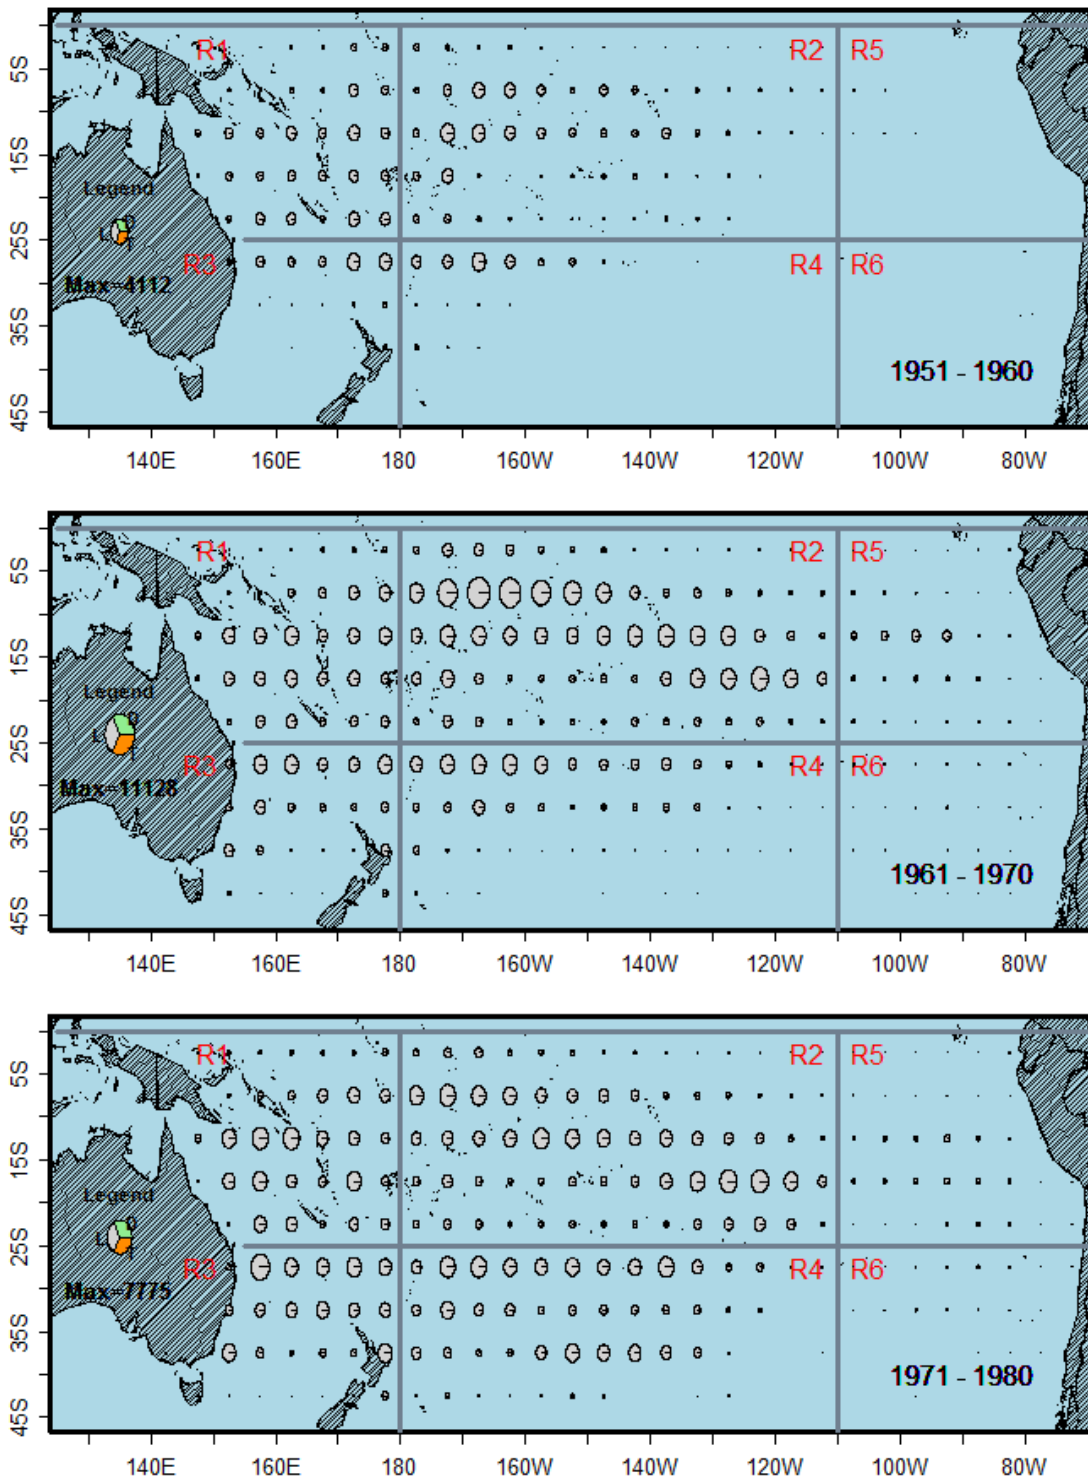 R1
R2
R5
Legend
L
O
T
Max=4112
R3
R4
R6
1951 - 1960
5S
15S
25S
35S
45S
140E
160E
180
160W
140W
120W
100W
80W
R1
R2
R5
Legend
L
O
T
Max=11128
R3
R4
R6
1961 - 1970
5S
15S
25S
35S
45S
140E
160E
180
160W
140W
120W
100W
80W
R1
R2
R5
Legend
L
O
T
Max=7775
R3
R4
R6
1971 - 1980
5S
15S
25S
35S
45S
140E
160E
180
160W
140W
120W
100W
80W